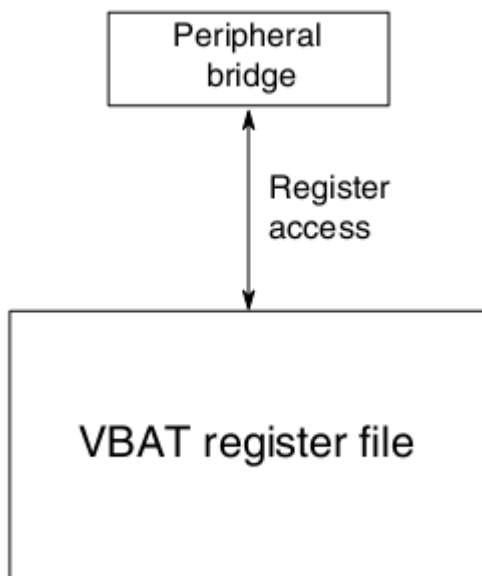 Peripheral
bridge
Register
access
VBAT register file